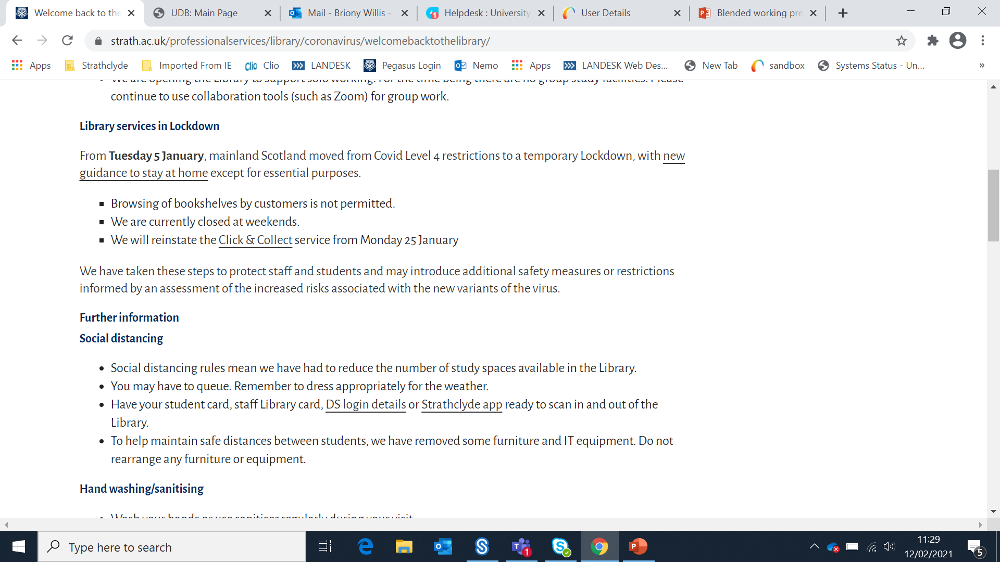 Welcome back to the
UDB: Main Page
Mail - Briony Willis -
Helpdesk : University
User Details
Blended working pre
strath.ac.uk/professionalservices/library/coronavirus/welcomebacktothelibrary/
Apps
Strathclyde
Imported From IE
Clio Clio
LANDESK
Pegasus Login
Nemo
Apps
LANDESK Web Des...
New Tab
sandbox
Systems Status - Un...
»
• We are opening the Library to support solo working. For the time being there are no group study facilities. Please
continue to use collaboration tools (such as Zoom) for group work.
Library services in Lockdown
From Tuesday 5 January, mainland Scotland moved from Covid Level 4 restrictions to a temporary Lockdown, with new
guidance to stay at home except for essential purposes.
▪ Browsing of bookshelves by customers is not permitted.
▪ We are currently closed at weekends.
▪ We will reinstate the Click & Collect service from Monday 25 January
We have taken these steps to protect staff and students and may introduce additional safety measures or restrictions
informed by an assessment of the increased risks associated with the new variants of the virus.
Further information
Social distancing
• Social distancing rules mean we have had to reduce the number of study spaces available in the Library.
• You may have to queue. Remember to dress appropriately for the weather.
• Have your student card, staff Library card, DS login details or Strathclyde app ready to scan in and out of the
Library.
• To help maintain safe distances between students, we have removed some furniture and IT equipment. Do not
rearrange any furniture or equipment.
Hand washing/sanitising
• Wash your hands or use sanitiser regularly during your visit
Type here to search
1
11:29
12/02/2021
5